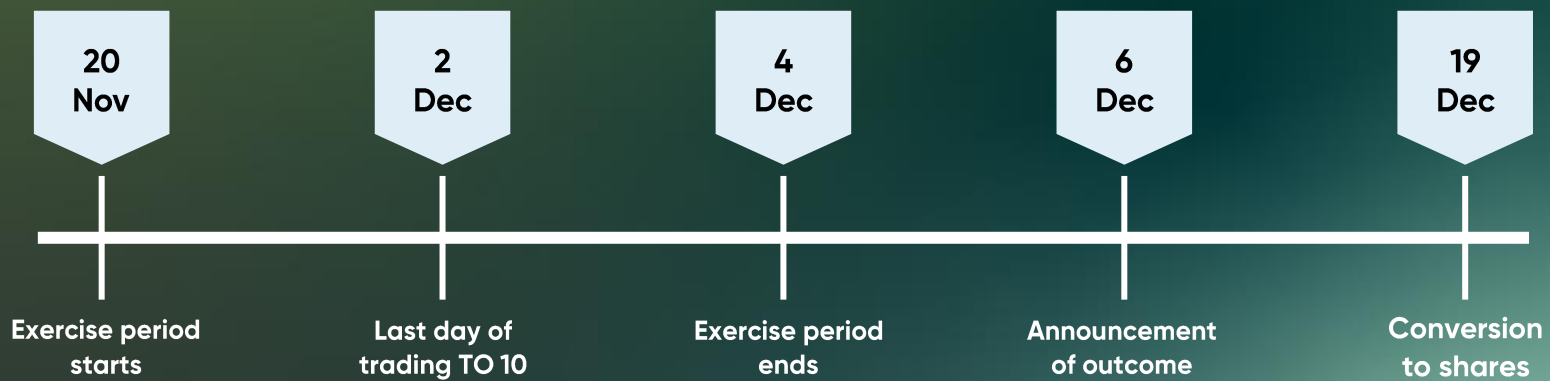 20
Nov
2
Dec
4
Dec
6
Dec
19
Dec
Exercise period
starts
Last day of
trading TO 10
Exercise period
ends
Announcement
of outcome
Conversion
to shares